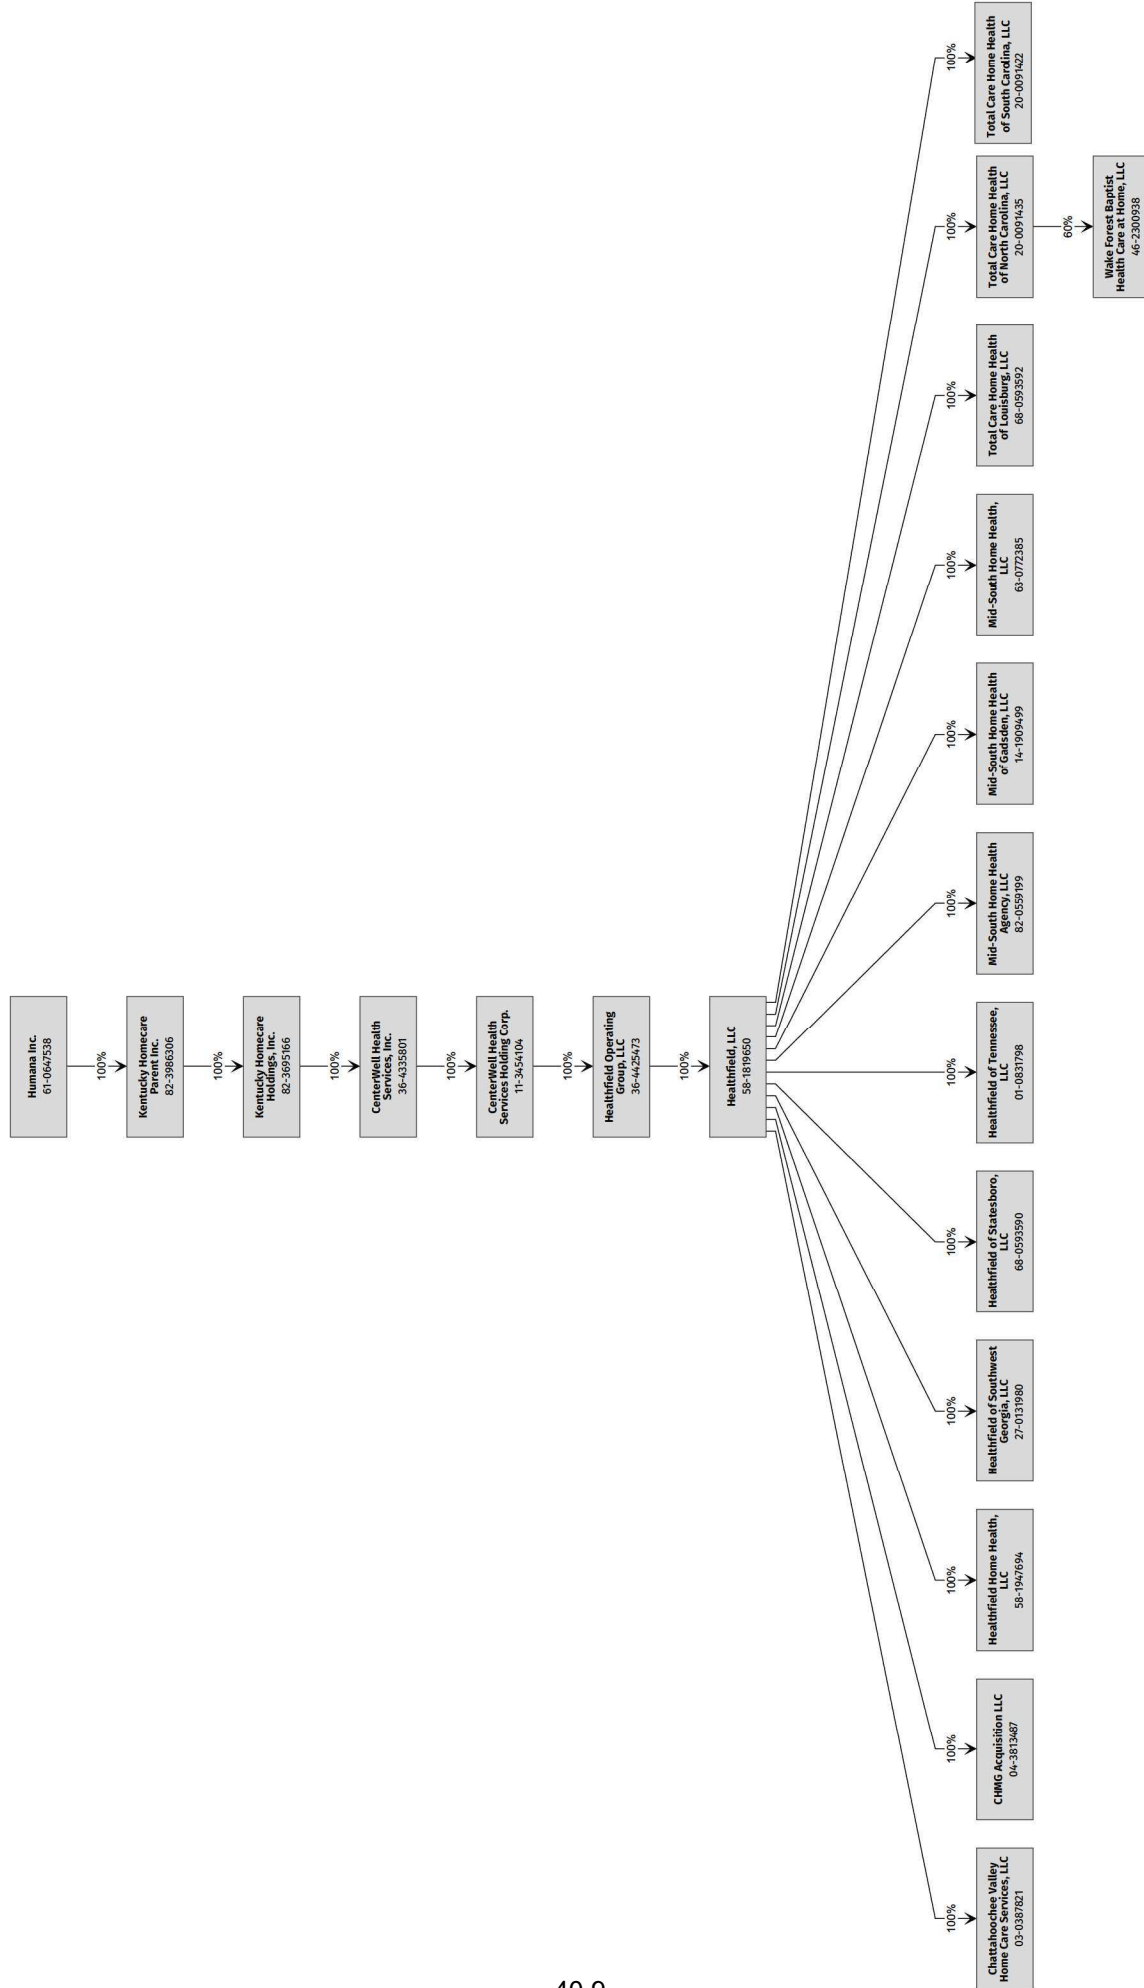 Humana Inc.
61-0647538
100%
Kentucky Homecare
Parent Inc.
82-3986306
100%
Kentucky Homecare
Holdings, Inc.
82-3695166
100%
CenterWell Health
Services, Inc.
36-4335801
100%
CenterWell Health
Services Holding Corp.
11-3454104
100%
Healthfield Operating
Group, LLC
36-4425473
100%
Healthfield, LLC
58-1819650
100%
Chattahoochee Valley
Home Care Services, LLC
03-0387821
100%
CHMG Acquisition LLC
04-3813487
100%
Healthfield Home Health,
LLC
58-1947694
100%
Healthfield of Southwest
Georgia, LLC
27-0131980
100%
Healthfield of Statesboro,
LLC
68-0593590
100%
Healthfield of Tennessee,
LLC
01-0831798
100%
Mid-South Home Health
Agency, LLC
82-0559199
100%
Mid-South Home Health
of Gadsden, LLC
14-1909499
100%
Mid-South Home Health,
LLC
63-0772385
100%
Total Care Home Health
of Louisburg, LLC
68-0593592
100%
Total Care Home Health
of North Carolina, LLC
20-0091435
100%
Total Care Home Health
of South Carolina, LLC
20-0091422
60%
Wake Forest Baptist
Health Care at Home, LLC
46-2300938
40.9